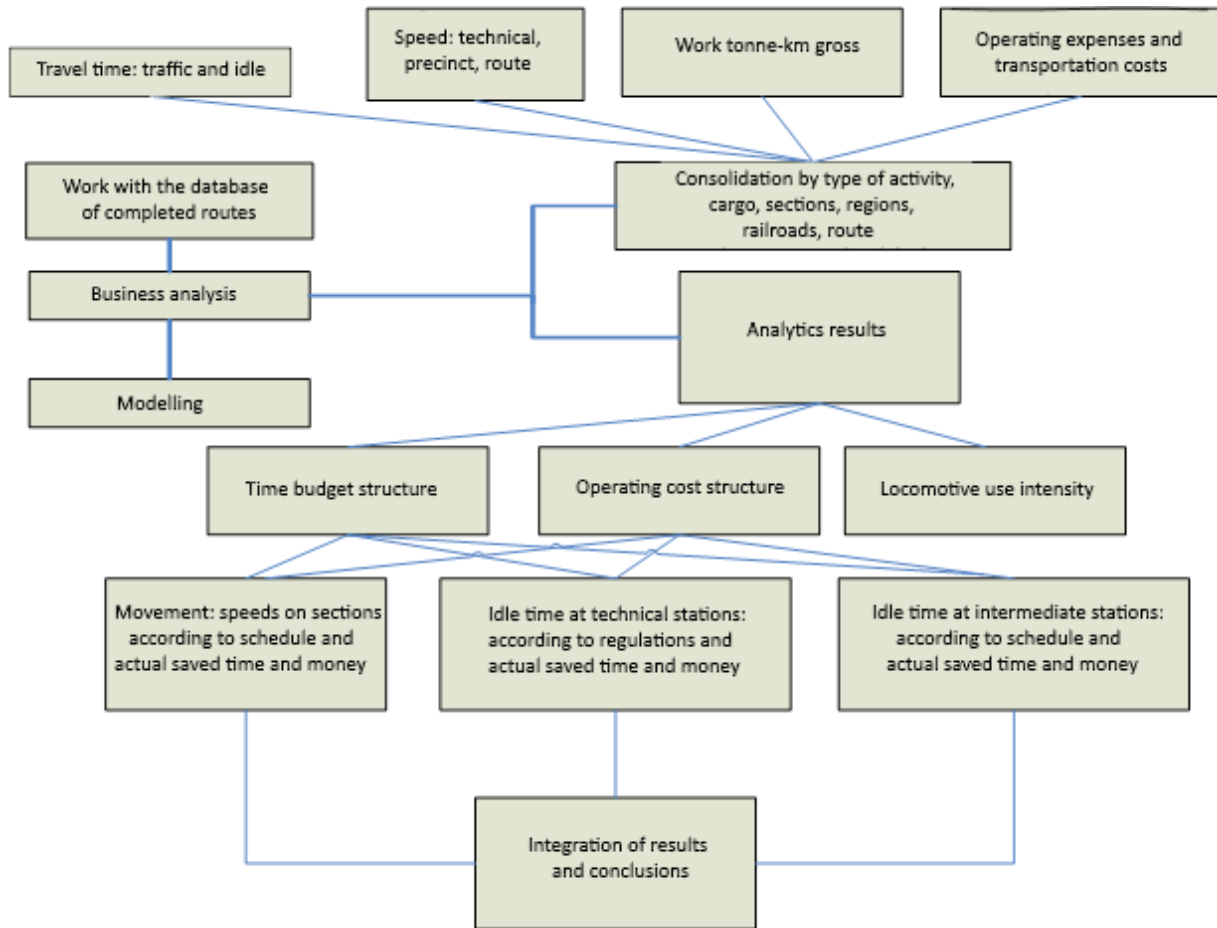 Travel time: traffic and idle
Speed: technical,
precinct, route
Work tonne-km gross
Operating expenses and
transportation costs
Work with the database
of completed routes
Consolidation by type of activity,
cargo, sections, regions,
railroads, route
Business analysis
Analytics results
Modelling
Time budget structure
Operating cost structure
Locomotive use intensity
Movement: speeds on sections
according to schedule and
actual saved time and money
Idle time at technical stations:
according to regulations and
actual saved time and money
Idle time at intermediate stations:
according to schedule and
actual saved time and money
Integration of results
and conclusions